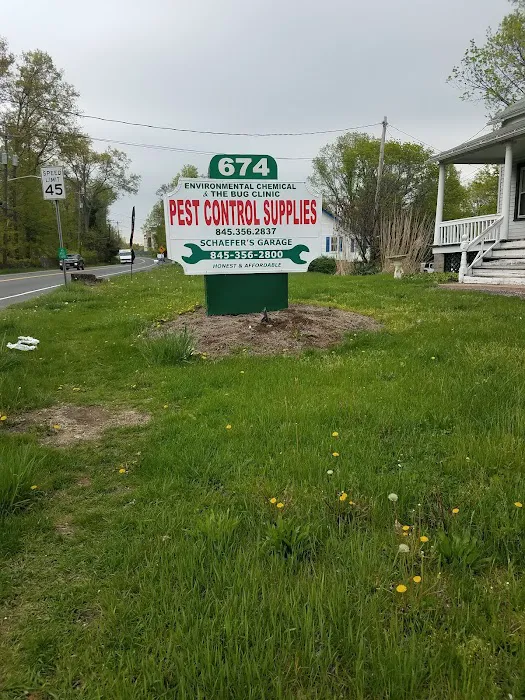 674
ENVIRONMENTAL CHEMICAL
& THE BUG CLINIC
PEST CONTROL SUPPLIES
845.356.2837
SCHAEFER'S GARAGE
845-356-2800
HONEST & AFFORDABLE
SPEED
LIMIT
45